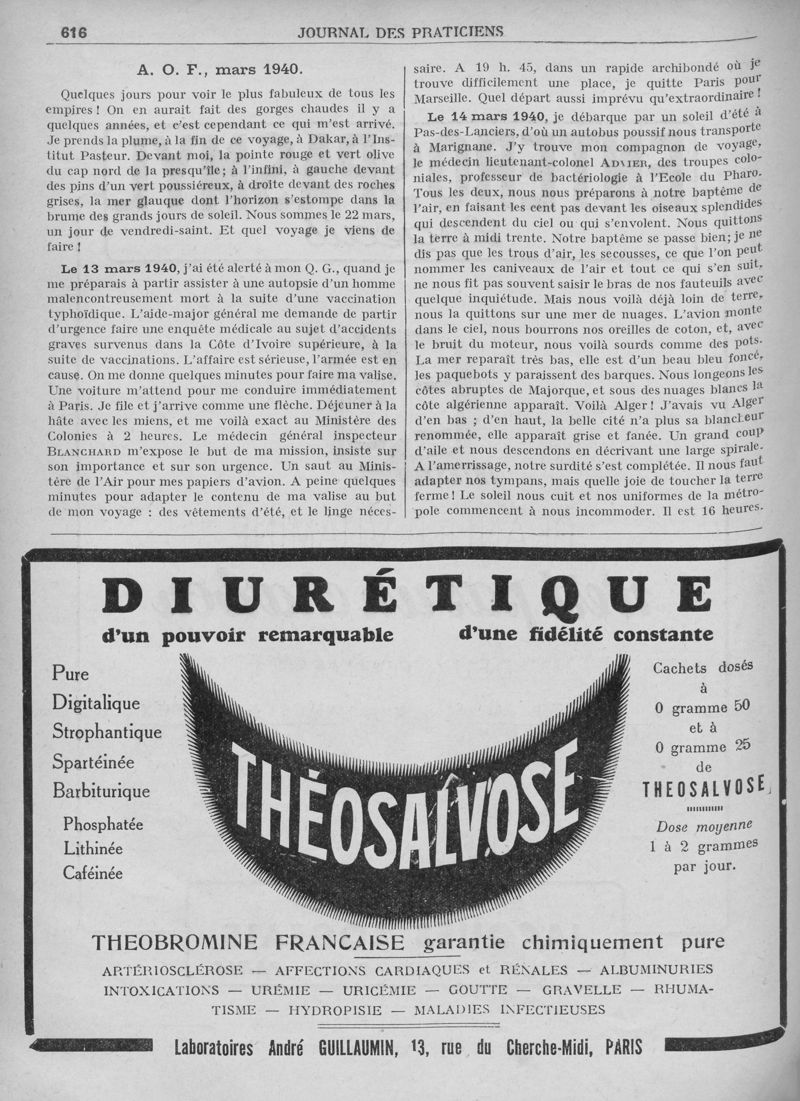 616
JOURNAL DES PRATICIENS
A. O. F., mars 1940.
Quelques jours pour voir le plus fabuleux de tous les
empires ! On en aurait fait des gorges chaudes il y a
quelques années, et c'est cependant ce qui m'est arrivé.
Je prends la plume, à la fin de ce voyage, à Dakar, à l'Ins-
titut Pasteur. Devant moi, la pointe rouge et vert olive
du cap nord de la presqu'île ; à l'infini, à gauche devant
des pins d'un vert poussiéreux, à droite devant des roches
grises, la mer glauque dont l'horizon s'estompe dans la
brume des grands jours de soleil. Nous sommes le 22 mars,
un jour de vendredi-saint. Et quel voyage je viens de
faire !
Le 13 mars 1940, j'ai été alerté à mon Q. G., quand je
me préparais à partir assister à une autopsie d'un homme
malencontreusement mort à la suite d'une vaccination
typhoïdique. L'aide-major général me demande de partir
d'urgence faire une enquête médicale au sujet d'accidents
graves survenus dans la Côte d'Ivoire supérieure, à la
suite de vaccinations. L'affaire est sérieuse, l'armée est en
cause. On me donne quelques minutes pour faire ma valise.
Une voiture m'attend pour me conduire immédiatement
à Paris. Je file et j'arrive comme une flèche. Déjeuner à la
hâte avec les miens, et me voilà exact au Ministère des
Colonies à 2 heures. Le médecin général inspecteur
BLANCHARD m'expose le but de ma mission, insiste sur
son importance et sur son urgence. Un saut au Minis-
tère de l'Air pour mes papiers d'avion. A peine quelques
minutes pour adapter le contenu de ma valise au but
de mon voyage : des vêtements d'été, et le linge néces-
saire. A 19 h. 45, dans un rapide archibondé où je
trouve difficilement une place, je quitte Paris pour
Marseille. Quel départ aussi imprévu qu'extraordinaire !
Le 14 mars 1940, je débarque par un soleil d'été à
Pas-des-Lanciers, d'où un autobus poussif nous transporte
à Marignane. J'y trouve mon compagnon de voyage,
le médecin lieutenant-colonel ADVIER, des troupes colo-
niales, professeur de bactériologie à l'Ecole du Pharo.
Tous les deux, nous nous préparons à notre baptême de
l'air, en faisant les cent pas devant les oiseaux splendides
qui descendent du ciel ou qui s'envolent. Nous quittons
la terre à midi trente. Notre baptême se passe bien; je ne
dis pas que les trous d'air, les secousses, ce que l'on peut
nommer les caniveaux de l'air et tout ce qui s'en suit,
ne nous fit pas souvent saisir le bras de nos fauteuils avec
quelque inquiétude. Mais nous voilà déjà loin de terre,
nous la quittons sur une mer de nuages. L'avion monte
dans le ciel, nous bourrons nos oreilles de coton, et, avec
le bruit du moteur, nous voilà sourds comme des pots.
La mer reparaît très bas, elle est d'un beau bleu foncé,
les paquebots y paraissent des barques. Nous longeons les
côtes abruptes de Majorque, et sous des nuages blancs la
côte algérienne apparaît. Voilà Alger ! J'avais vu Alger
d'en bas ; d'en haut, la belle cité n'a plus sa blancheur
renommée, elle apparaît grise et fanée. Un grand coup
d'aile et nous descendons en décrivant une large spirale.
A l'amerrissage, notre surdité s'est complétée. Il nous faut
adapter nos tympans, mais quelle joie de toucher la terre
ferme ! Le soleil nous cuit et nos uniformes de la métro-
pole commencent à nous incommoder. Il est 16 heures.
DIURÉTIQUE
d'un pouvoir remarquable d'une fidélité constante
Pure
Digitalique
Strophantique
Spartéinée
Barbiturique
Phosphatée
Lithinée
Caféinée
THÉOSALVOSE
Cachets dosés
à
0 gramme 50
et à
0 gramme 25
de
THEOSALVOSE
Dose moyenne
1 à 2 grammes
par jour.
THEOBROMINE FRANCAISE garantie chimiquement pure
ARTÉRIOSCLÉROSE — AFFECTIONS CARDIAQUES et RÉNALES — ALBUMINURIES
INTOXICATIONS — URÉMIE — URICÉMIE — GOUTTE — GRAVELLE — RHUMA-
TISME — HYDROPISIE — MALADIES INFECTIEUSES
Laboratoires André GUILLAUMIN, 13, rue du Cherche-Midi, PARIS